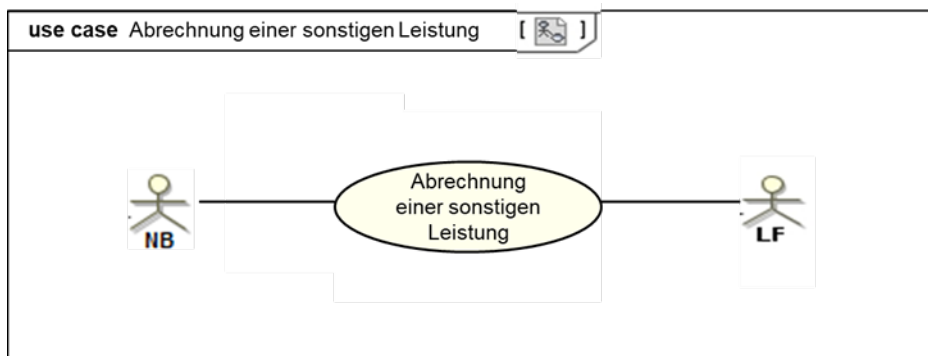 use case Abrechnung einer sonstigen Leistung [ ]
Abrechnung
einer sonstigen
Leistung
NB
LF